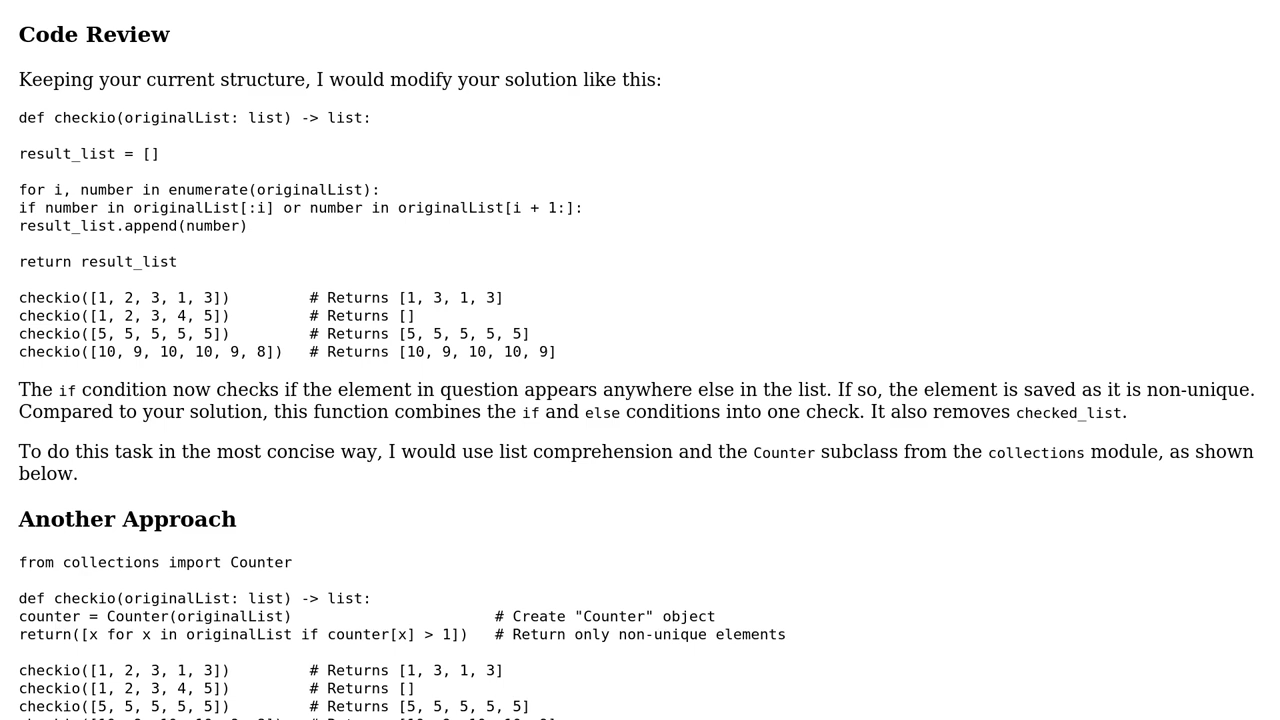 Code Review
Keeping your current structure, I would modify your solution like this:
def checkio(originalList: list) -> list:
result_list = []
for i, number in enumerate(originalList):
if number in originalList[:i] or number in originalList[i + 1:]:
result_list.append(number)
return result_list
checkio([1, 2, 3, 1, 3])         # Returns [1, 3, 1, 3]
checkio([1, 2, 3, 4, 5])         # Returns []
checkio([5, 5, 5, 5, 5])         # Returns [5, 5, 5, 5, 5]
checkio([10, 9, 10, 10, 9, 8])   # Returns [10, 9, 10, 10, 9]
The if condition now checks if the element in question appears anywhere else in the list. If so, the element is saved as it is non-unique.
Compared to your solution, this function combines the if and else conditions into one check. It also removes checked_list.
To do this task in the most concise way, I would use list comprehension and the Counter subclass from the collections module, as shown
below.
Another Approach
from collections import Counter
def checkio(originalList: list) -> list:
counter = Counter(originalList)                       # Create "Counter" object
return([x for x in originalList if counter[x] > 1])   # Return only non-unique elements
checkio([1, 2, 3, 1, 3])         # Returns [1, 3, 1, 3]
checkio([1, 2, 3, 4, 5])         # Returns []
checkio([5, 5, 5, 5, 5])         # Returns [5, 5, 5, 5, 5]